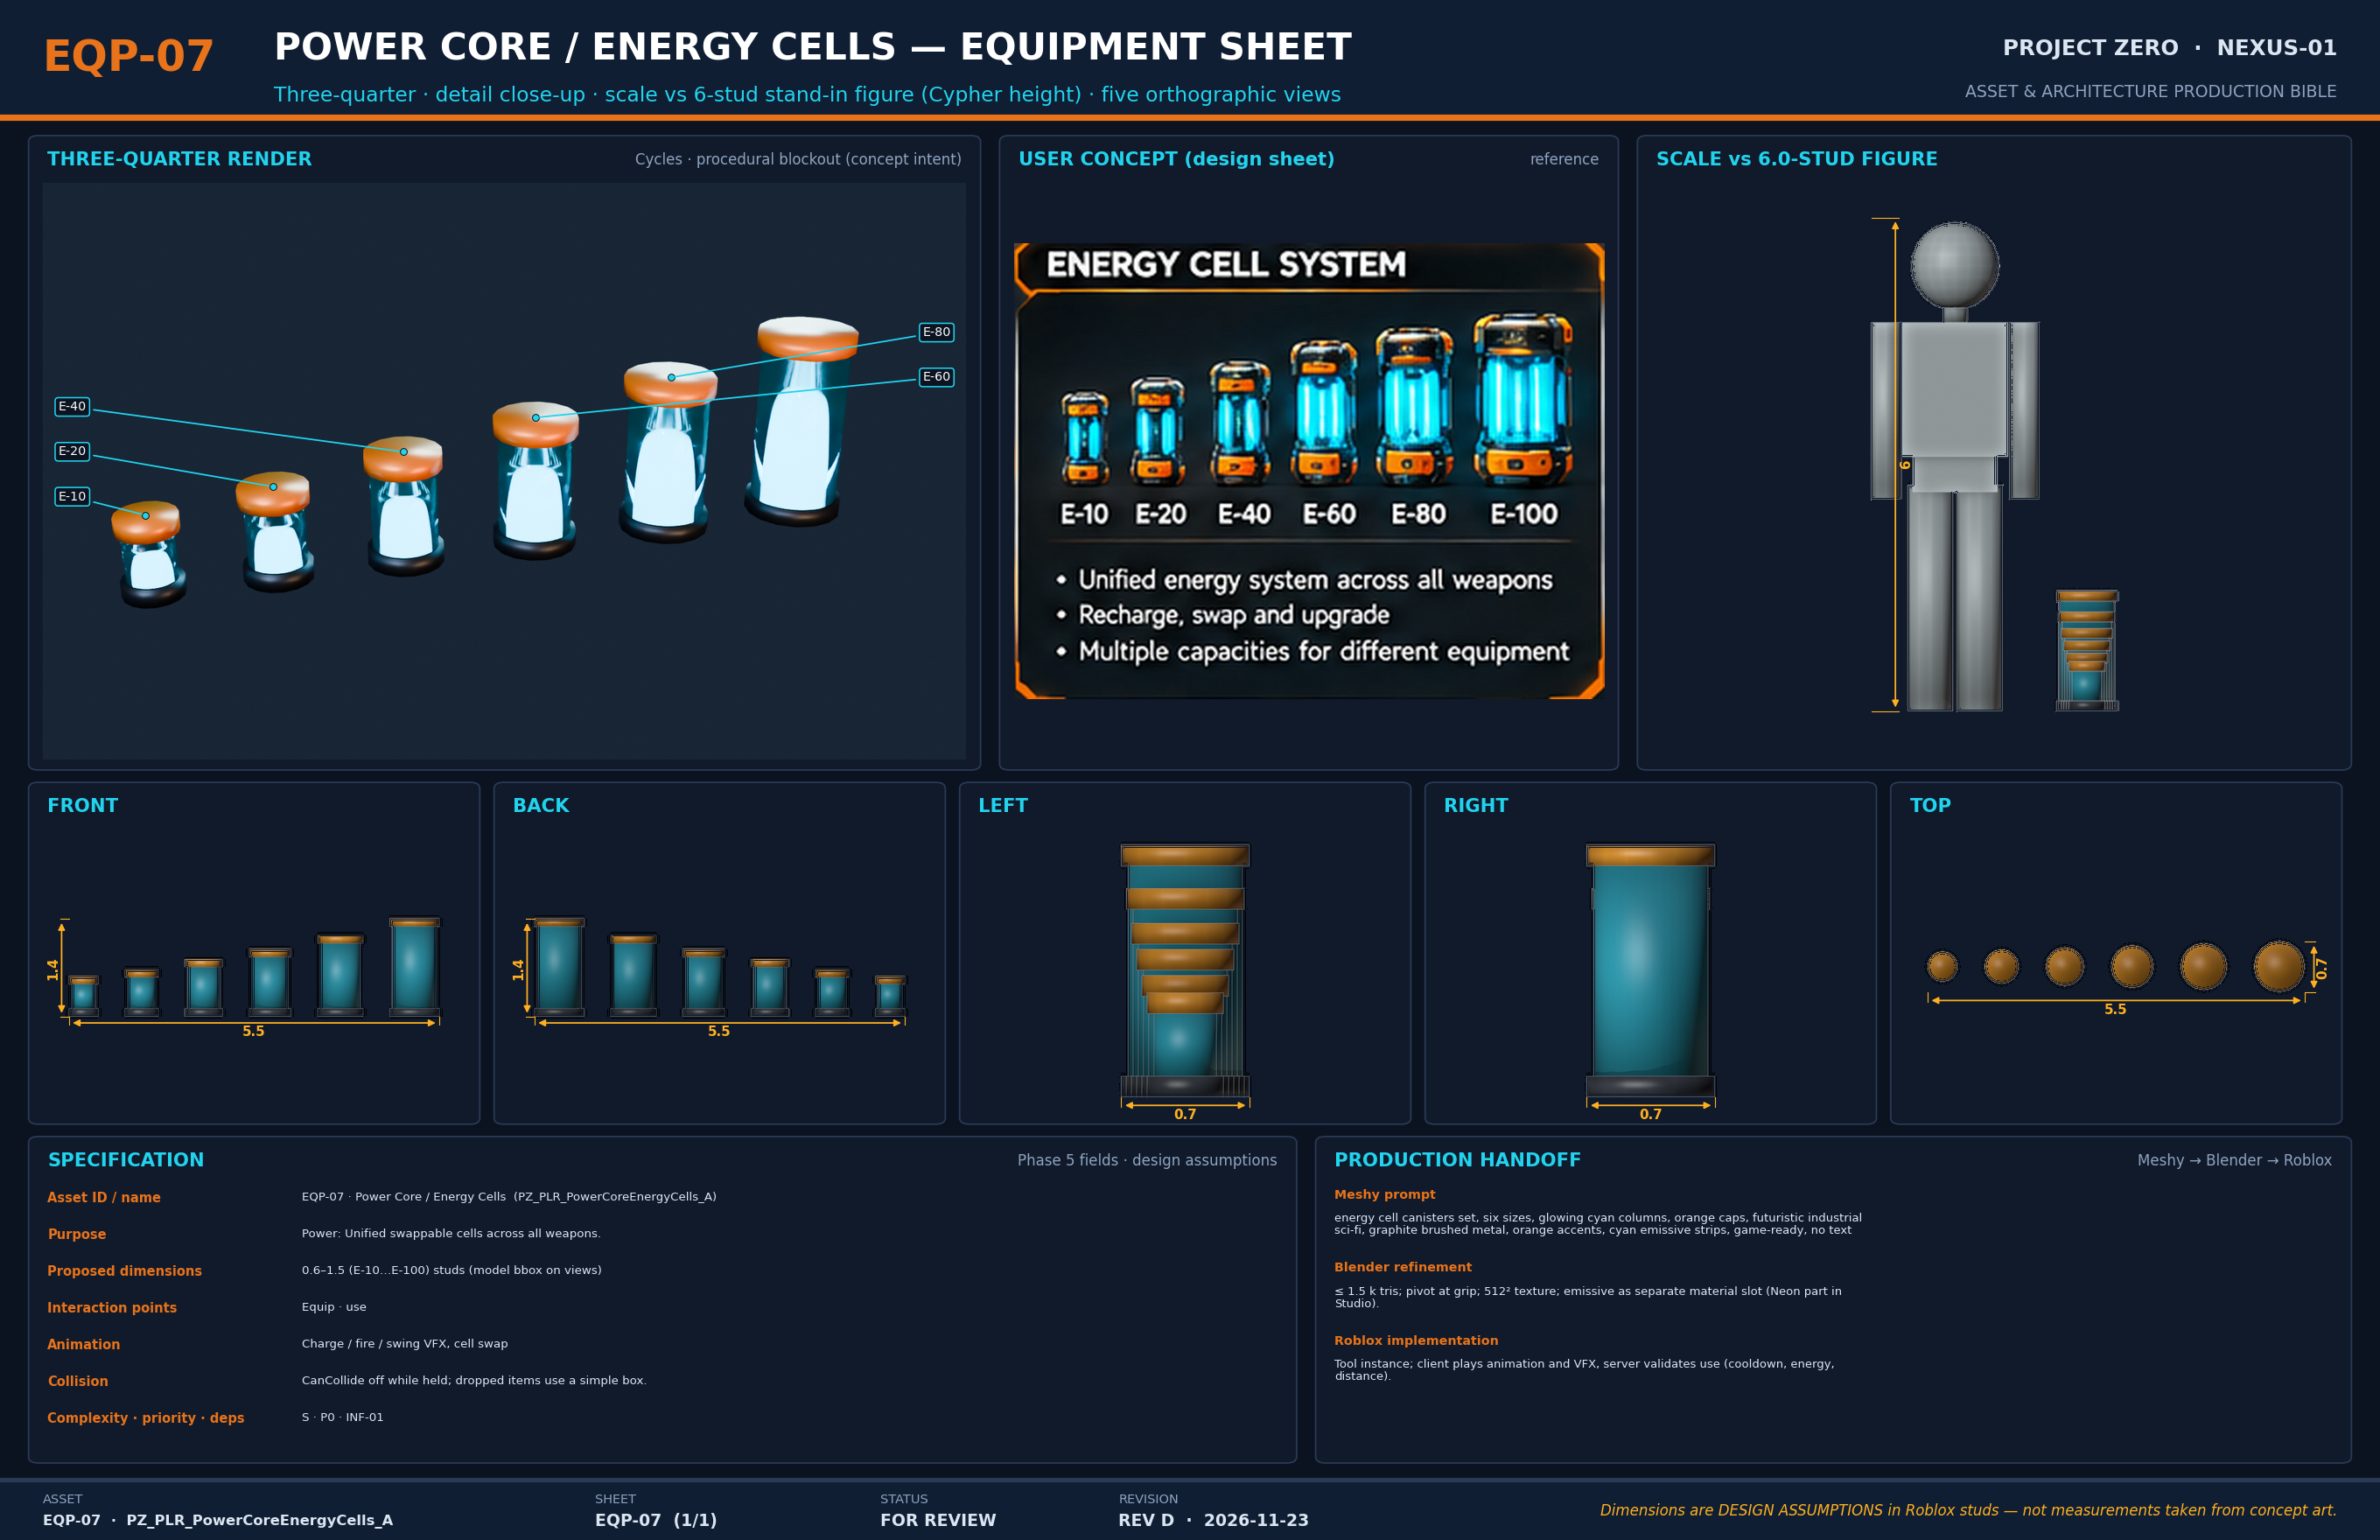 EQP-07
POWER CORE / ENERGY CELLS — EQUIPMENT SHEET
Three-quarter · detail close-up · scale vs 6-stud stand-in figure (Cypher height) · five orthographic views
PROJECT ZERO · NEXUS-01
ASSET & ARCHITECTURE PRODUCTION BIBLE
THREE-QUARTER RENDER
Cycles · procedural blockout (concept intent)
E-80
E-60
E-40
E-20
E-10
USER CONCEPT (design sheet)
reference
ENERGY CELL SYSTEM
E-10 E-20 E-40 E-60 E-80 E-100
• Unified energy system across all weapons
• Recharge, swap and upgrade
• Multiple capacities for different equipment
SCALE vs 6.0-STUD FIGURE
6
FRONT
1.4
5.5
BACK
1.4
5.5
LEFT
0.7
RIGHT
0.7
TOP
0.7
5.5
SPECIFICATION
Phase 5 fields · design assumptions
Asset ID / name EQP-07 · Power Core / Energy Cells (PZ_PLR_PowerCoreEnergyCells_A)
Purpose Power: Unified swappable cells across all weapons.
Proposed dimensions 0.6–1.5 (E-10…E-100) studs (model bbox on views)
Interaction points Equip · use
Animation Charge / fire / swing VFX, cell swap
Collision CanCollide off while held; dropped items use a simple box.
Complexity · priority · deps S · P0 · INF-01
PRODUCTION HANDOFF
Meshy → Blender → Roblox
Meshy prompt
energy cell canisters set, six sizes, glowing cyan columns, orange caps, futuristic industrial
sci-fi, graphite brushed metal, orange accents, cyan emissive strips, game-ready, no text
Blender refinement
≤ 1.5 k tris; pivot at grip; 512² texture; emissive as separate material slot (Neon part in
Studio).
Roblox implementation
Tool instance; client plays animation and VFX, server validates use (cooldown, energy,
distance).
ASSET
EQP-07 · PZ_PLR_PowerCoreEnergyCells_A
SHEET
EQP-07 (1/1)
STATUS
FOR REVIEW
REVISION
REV D · 2026-11-23
Dimensions are DESIGN ASSUMPTIONS in Roblox studs — not measurements taken from concept art.